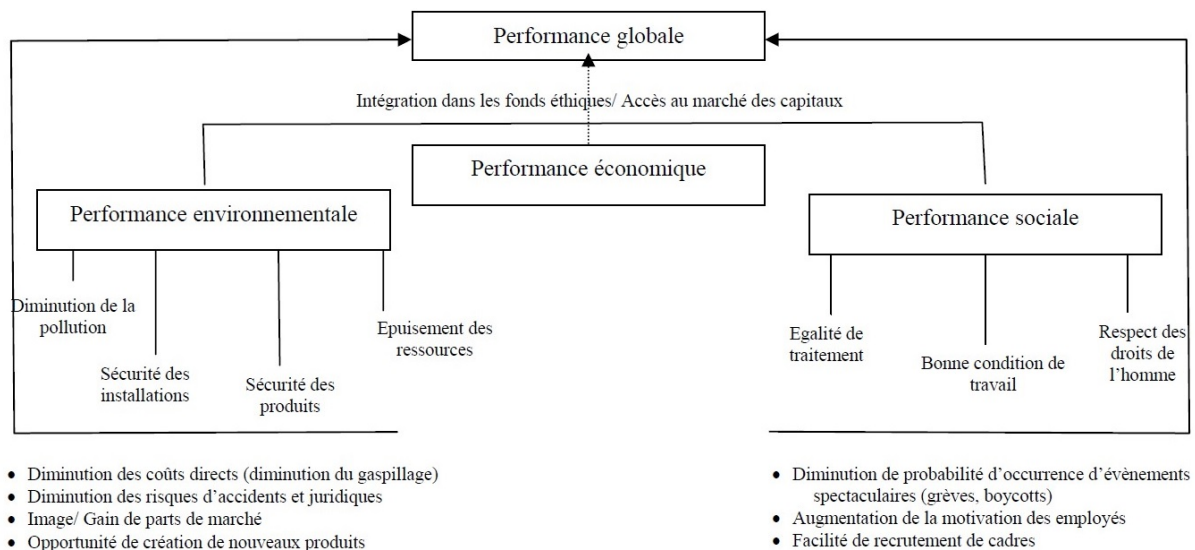 Performance globale
Intégration dans les fonds éthiques/ Accès au marché des capitaux
Performance économique
Performance environnementale
Performance sociale
Diminution de la
pollution
Sécurité des
installations
Sécurité des
produits
Epuisement des
ressources
Egalité de
traitement
Bonne condition de
travail
Respect des
droits de
l’homme
• Diminution des coûts directs (diminution du gaspillage)
• Diminution des risques d’accidents et juridiques
• Image/ Gain de parts de marché
• Opportunité de création de nouveaux produits
• Diminution de probabilité d’occurrence d’évènements
spectaculaires (grèves, boycotts)
• Augmentation de la motivation des employés
• Facilité de recrutement de cadres